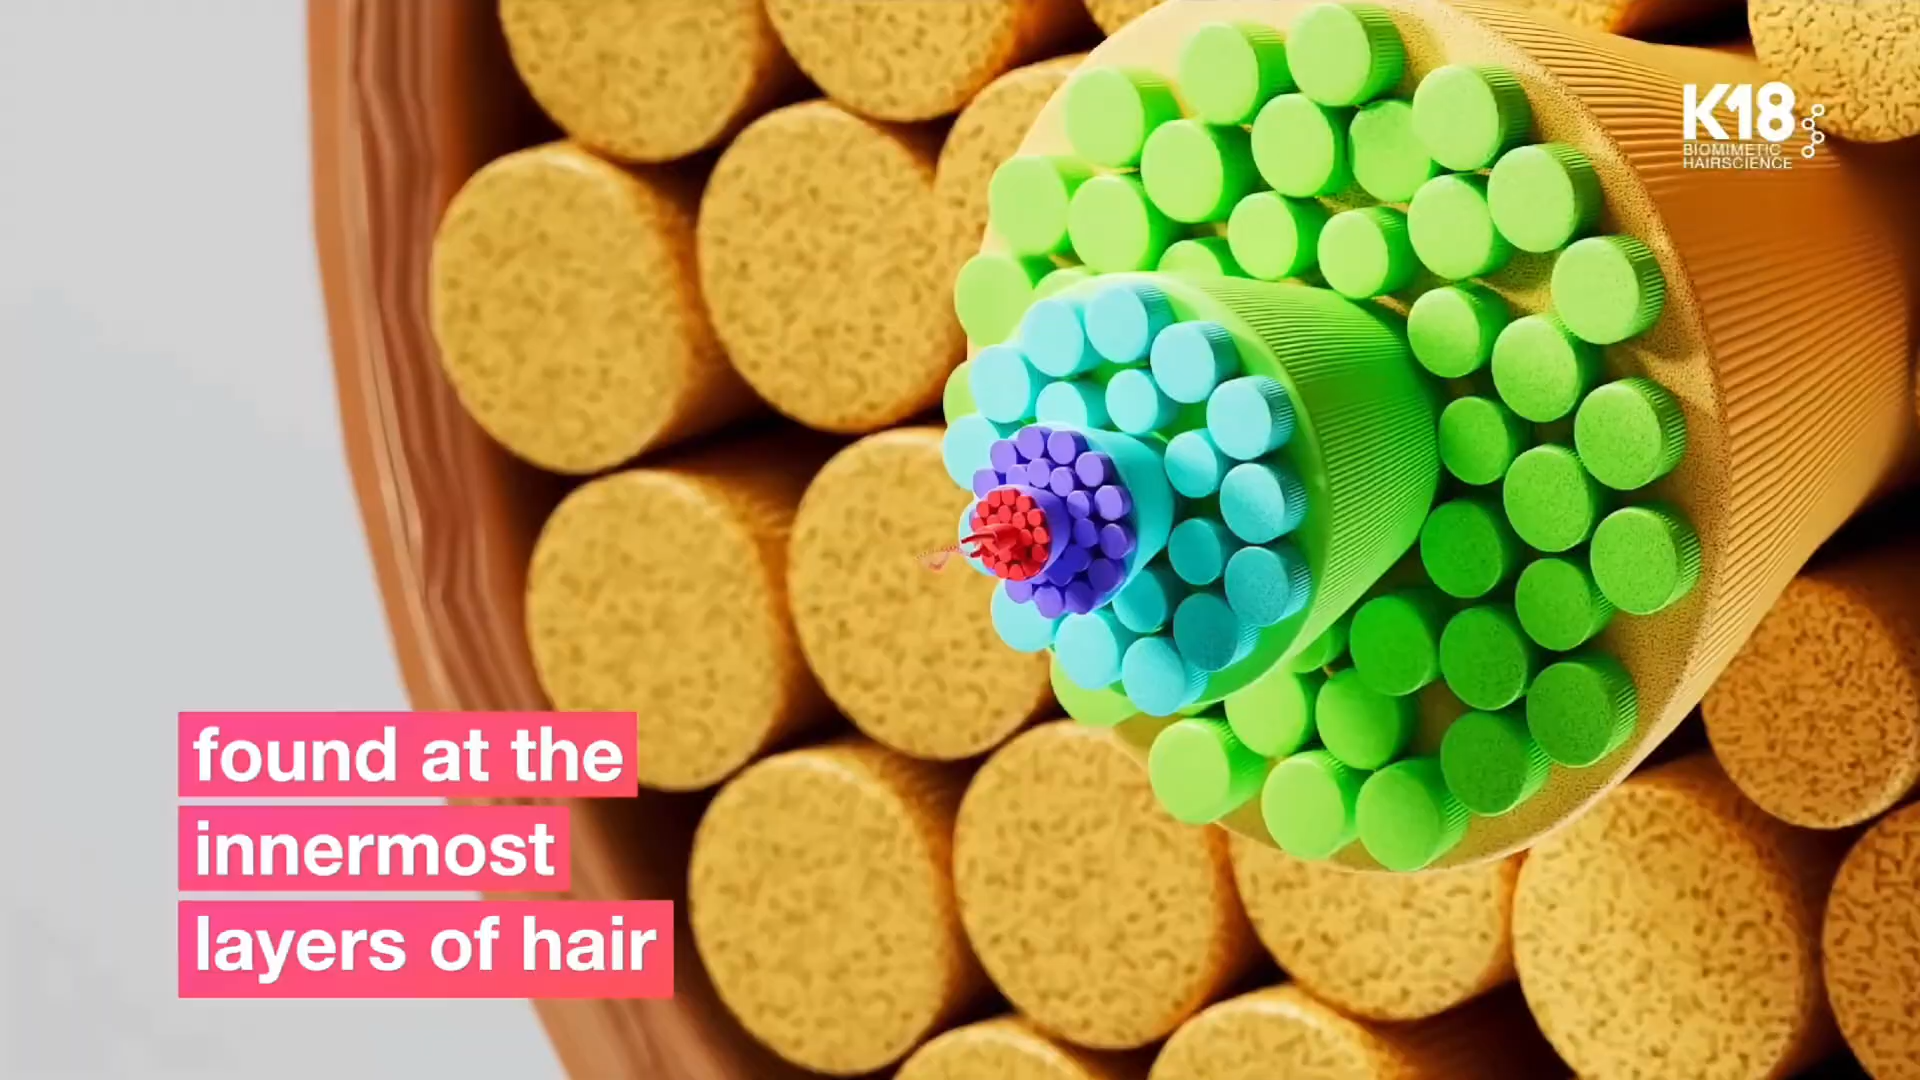 K18
BIOMIMETIC
HAIRSCIENCE
found at the
innermost
layers of hair